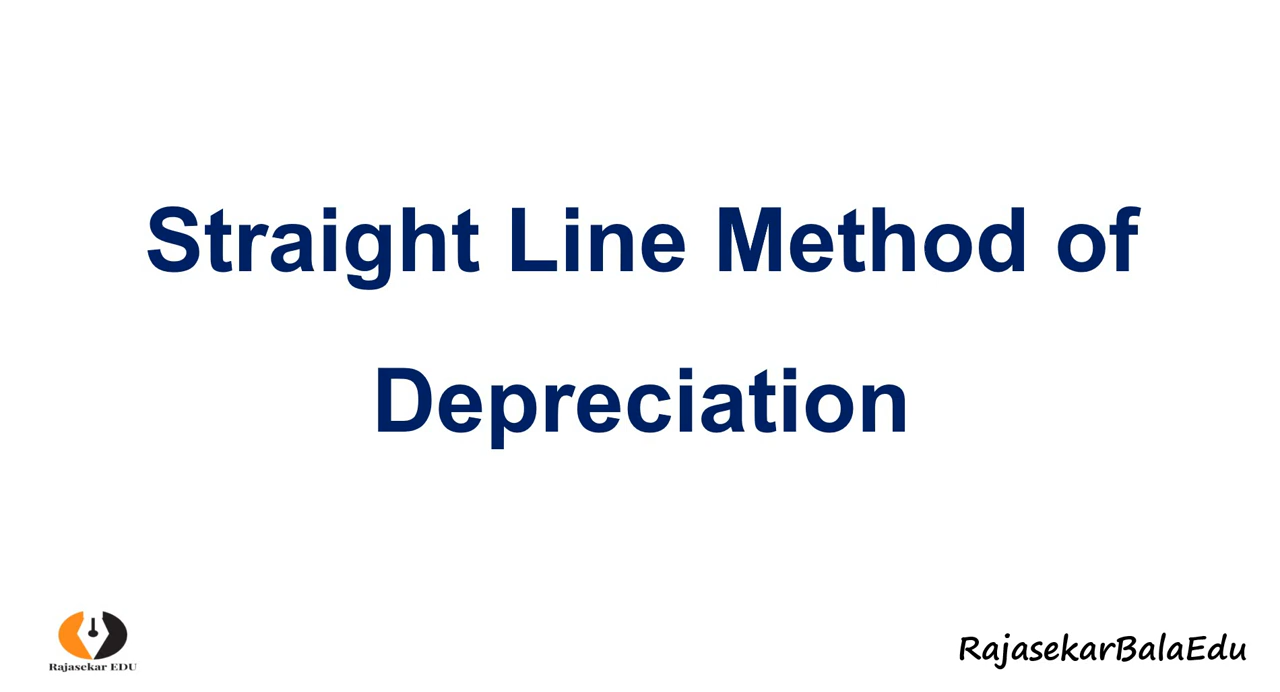 Straight Line Method of
Depreciation
Rajasekar EDU
RajasekarBalaEdu